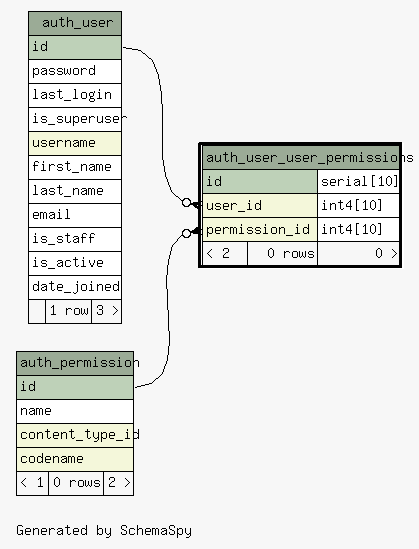 auth_user
id
password
last_login
is_superuser
username
first_name
last_name
email
is_staff
is_active
date_joined
1 row 3 >
auth_user_user_permissions
id serial[10]
user_id int4[10]
permission_id int4[10]
< 2 0 rows 0 >
auth_permission
id
name
content_type_id
codename
< 1 0 rows 2 >
Generated by SchemaSpy